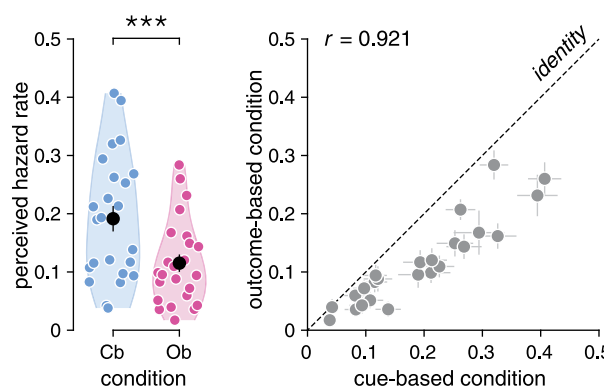 ***
perceived hazard rate
0.5
0.4
0.3
0.2
0.1
0
Cb
Ob
condition
r = 0.921
identity
outcome-based condition
0.5
0.4
0.3
0.2
0.1
0
0
0.1
0.2
0.3
0.4
0.5
cue-based condition